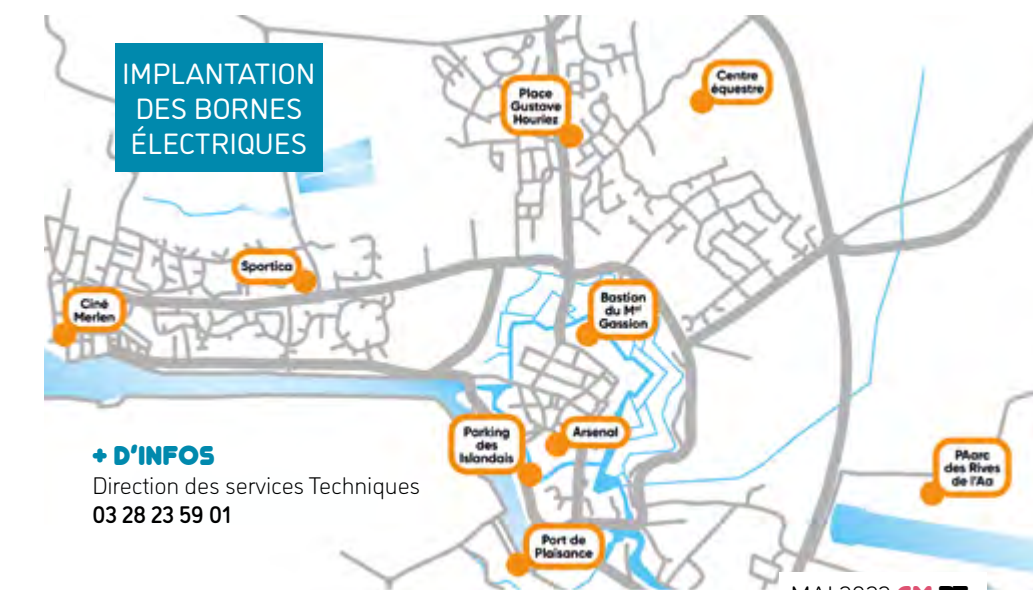 IMPLANTATION
DES BORNES
ÉLECTRIQUES
Place
Gustave
Houriez
Centre
équestre
Sportica
Ciné
Merlen
Bastion
du Mᵃˡ
Gassion
Parking
des
Islandais
Arsenal
PAarc
des Rives
de l'Aa
Port de
Plaisance
+ D'INFOS
Direction des services Techniques
03 28 23 59 01